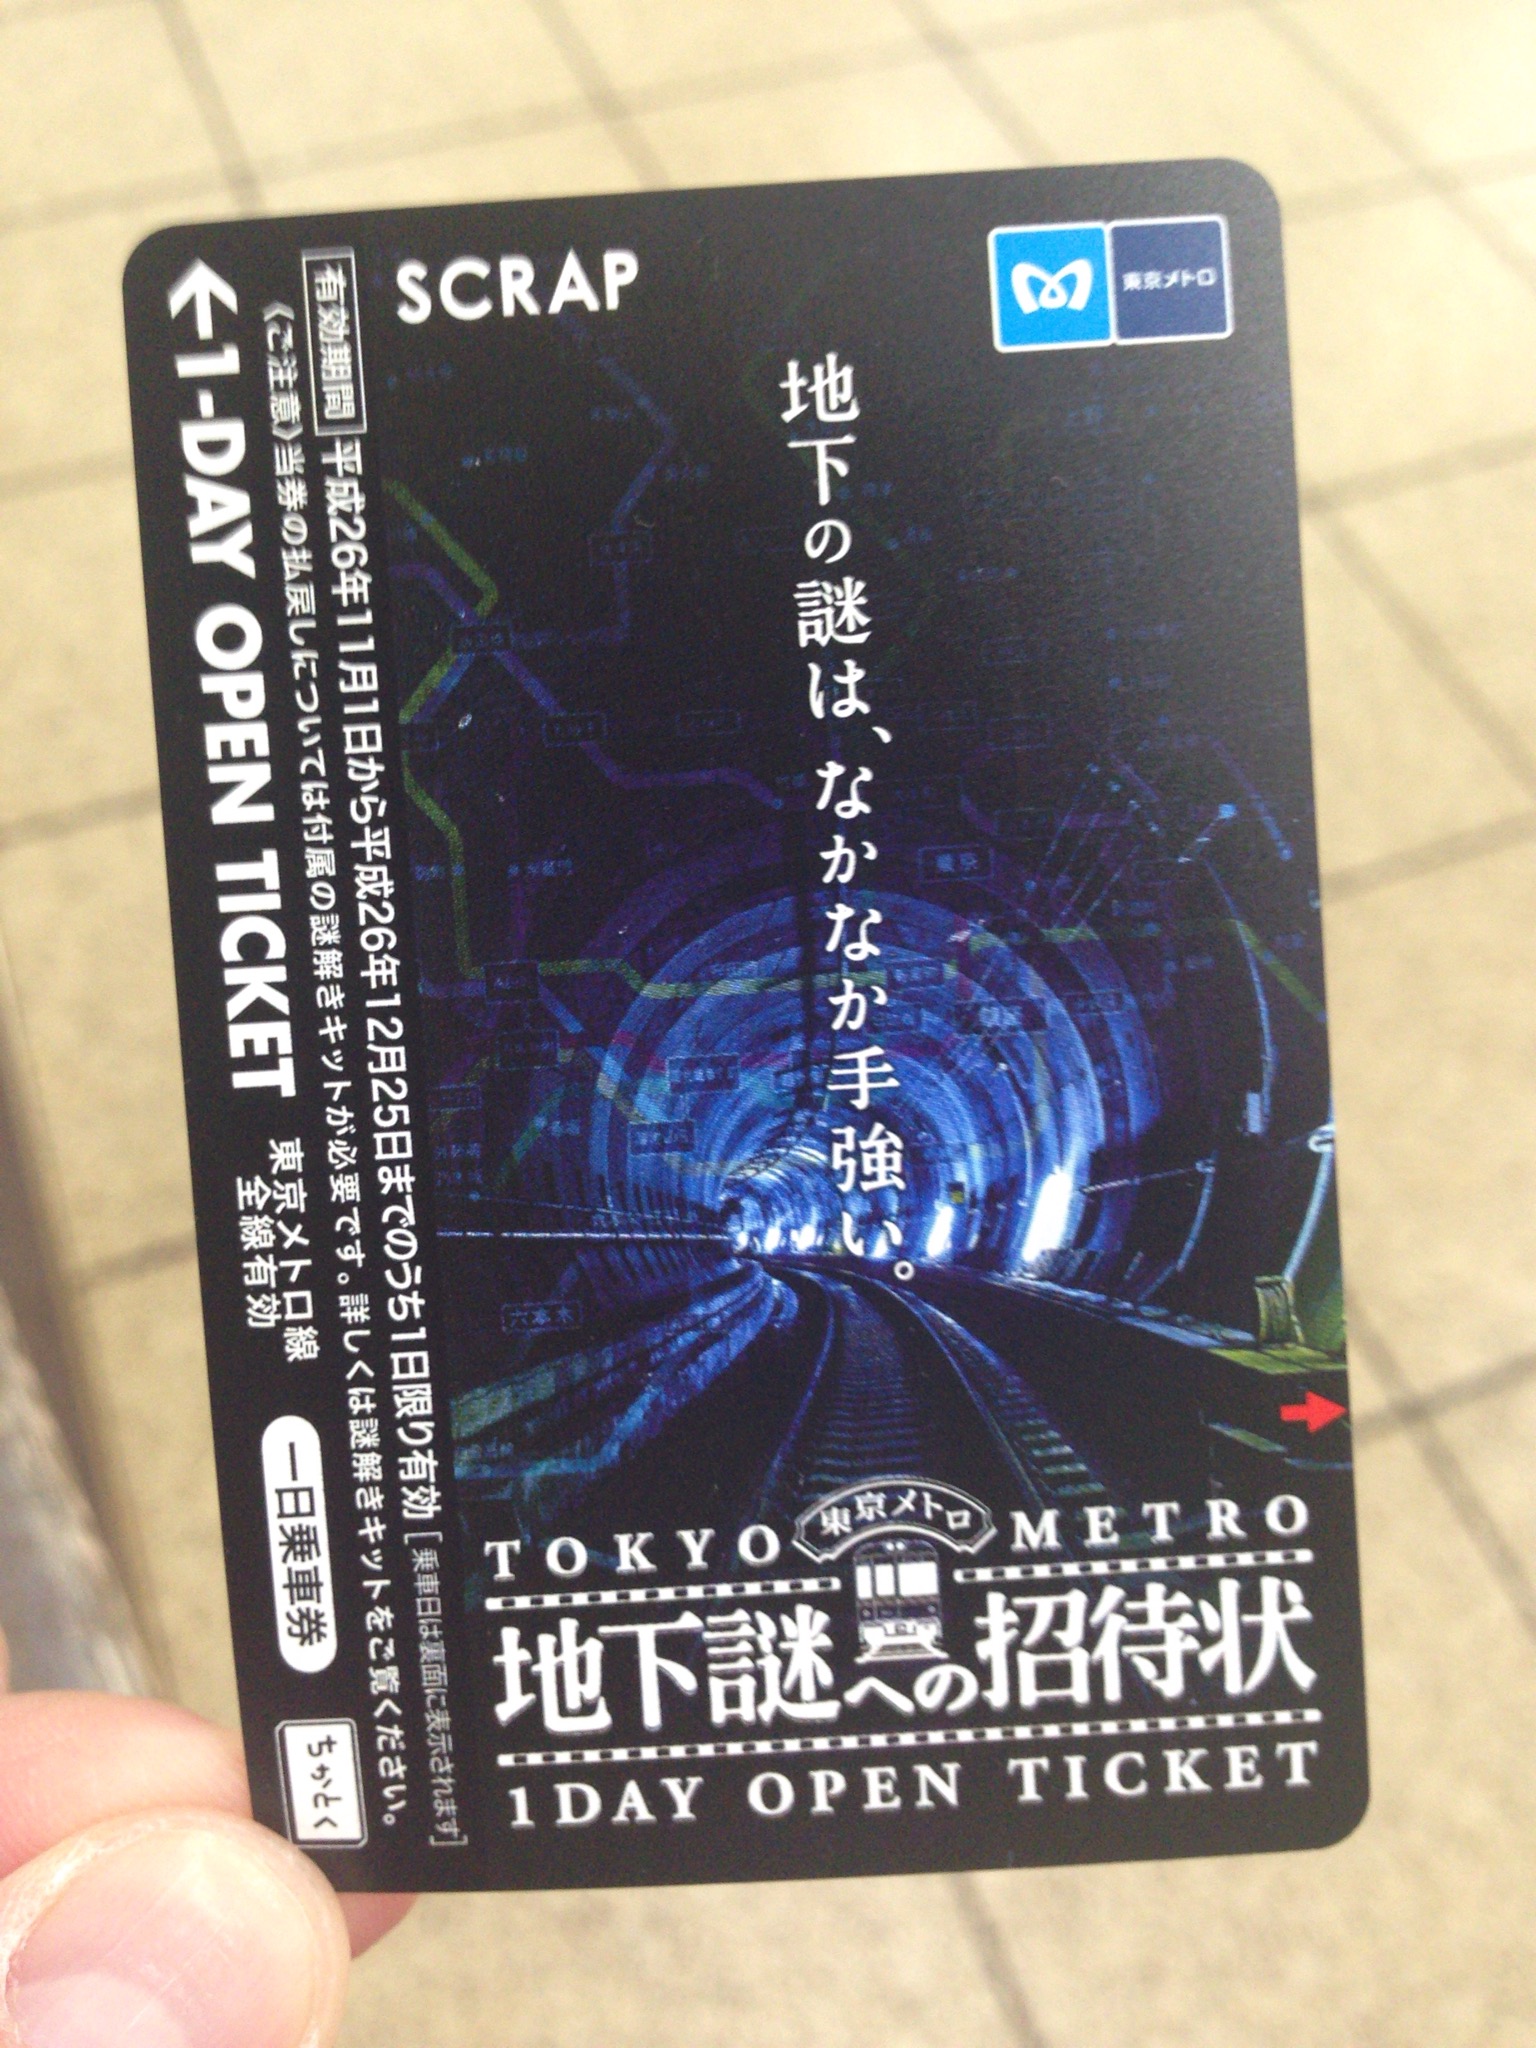 SCRAP
東京メトロ
地下の謎は、なかなか手強い。
東京メトロ
TOKYO METRO
地下謎への招待状
1DAY OPEN TICKET
[有効期間] 平成26年11月1日から平成26年12月25日までのうち1日限り有効 [乗車日は裏面に表示されます]
《ご注意》当券の払戻しについては付属の謎解きキットが必要です。詳しくは謎解きキットをご覧ください。
←1-DAY OPEN TICKET
東京メトロ線
全線有効
一日乗車券
ちかとく
東京
六本木